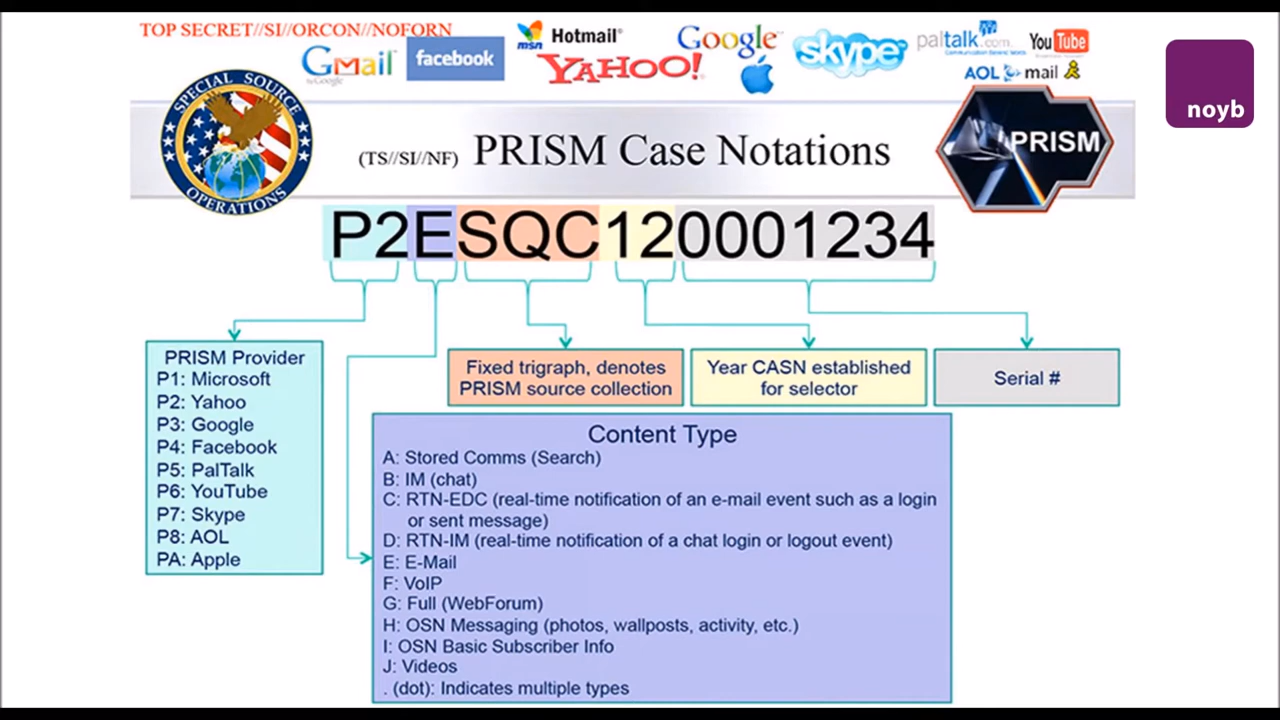 TOP SECRET//SI//ORCON//NOFORN
Gmail
by Google
facebook
msn Hotmail
Google
YAHOO!
skype
paltalk.com
You Tube
AOL mail
noyb
SPECIAL SOURCE
OPERATIONS
(TS//SI//NF) PRISM Case Notations
PRISM
P2ESQC120001234
PRISM Provider
P1: Microsoft
P2: Yahoo
P3: Google
P4: Facebook
P5: PalTalk
P6: YouTube
P7: Skype
P8: AOL
PA: Apple
Fixed trigraph, denotes
PRISM source collection
Year CASN established
for selector
Serial #
Content Type
A: Stored Comms (Search)
B: IM (chat)
C: RTN-EDC (real-time notification of an e-mail event such as a login
or sent message)
D: RTN-IM (real-time notification of a chat login or logout event)
E: E-Mail
F: VoIP
G: Full (WebForum)
H: OSN Messaging (photos, wallposts, activity, etc.)
I: OSN Basic Subscriber Info
J: Videos
. (dot): Indicates multiple types